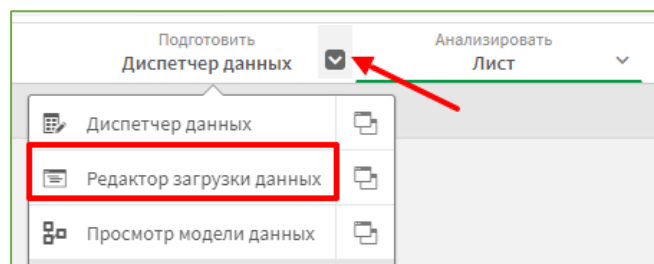 Подготовить
Диспетчер данных
Анализировать
Лист
Диспетчер данных
Редактор загрузки данных
Просмотр модели данных